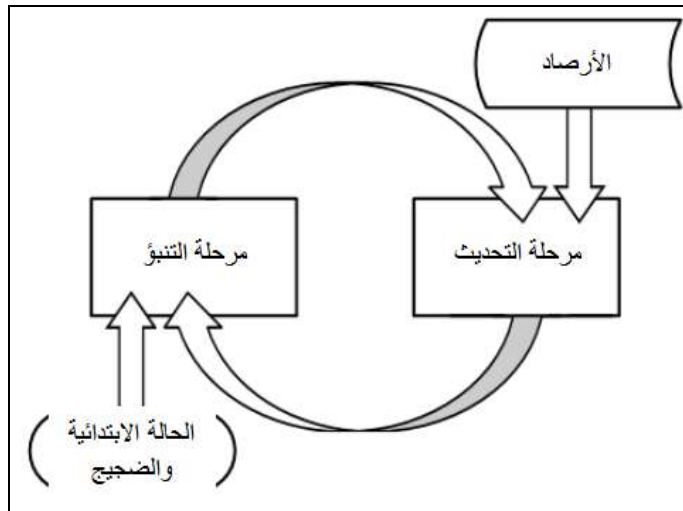 الأرصاد
مرحلة التحديث
مرحلة التنبؤ
الحالة الابتدائية
والضجيج